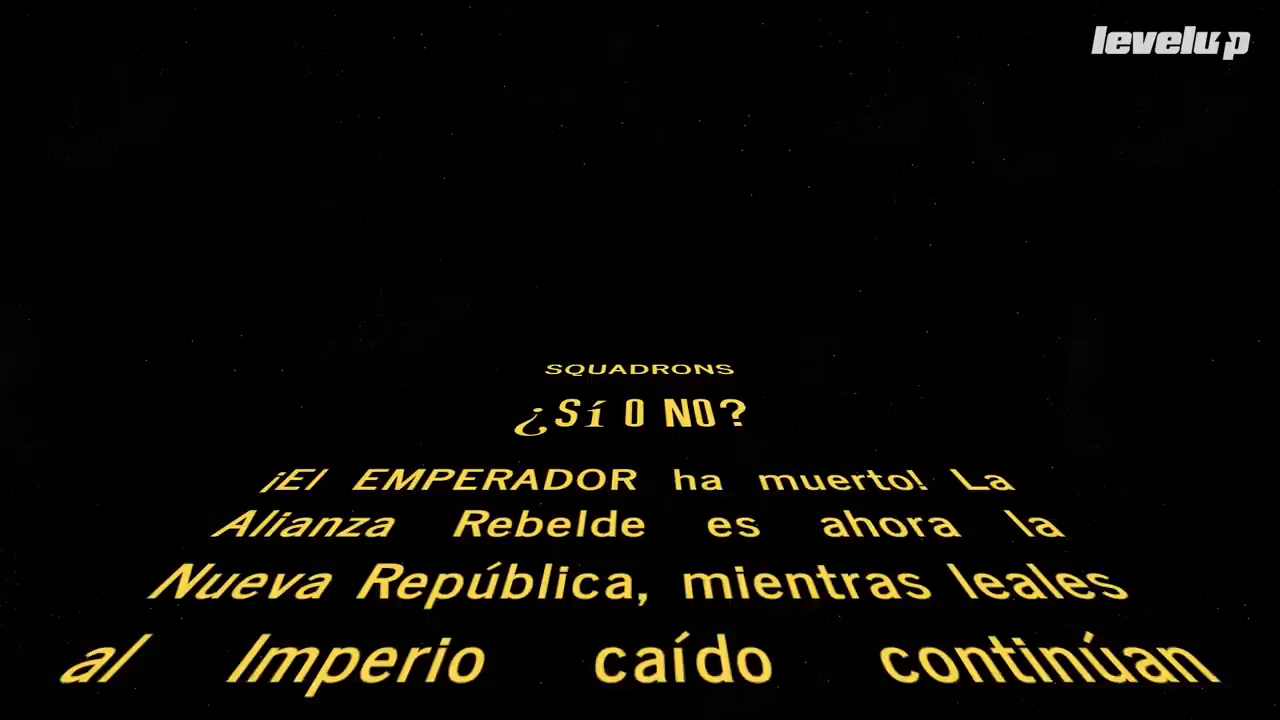 levelup
SQUADRONS
¿Sí O NO?
¡El EMPERADOR ha muerto! La
Alianza Rebelde es ahora la
Nueva República, mientras leales
al Imperio caído continúan